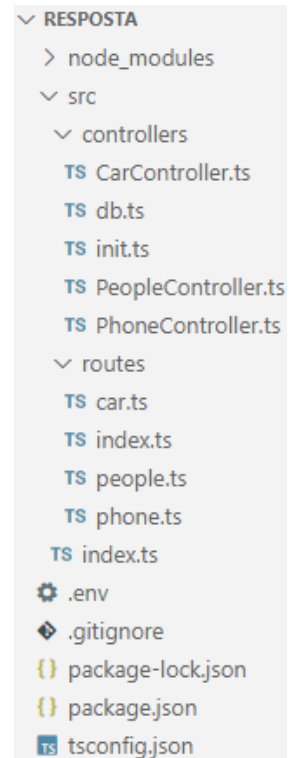 RESPOSTA
node_modules
src
controllers
TS CarController.ts
TS db.ts
TS init.ts
TS PeopleController.ts
TS PhoneController.ts
routes
TS car.ts
TS index.ts
TS people.ts
TS phone.ts
TS index.ts
.env
.gitignore
{} package-lock.json
{} package.json
TS tsconfig.json